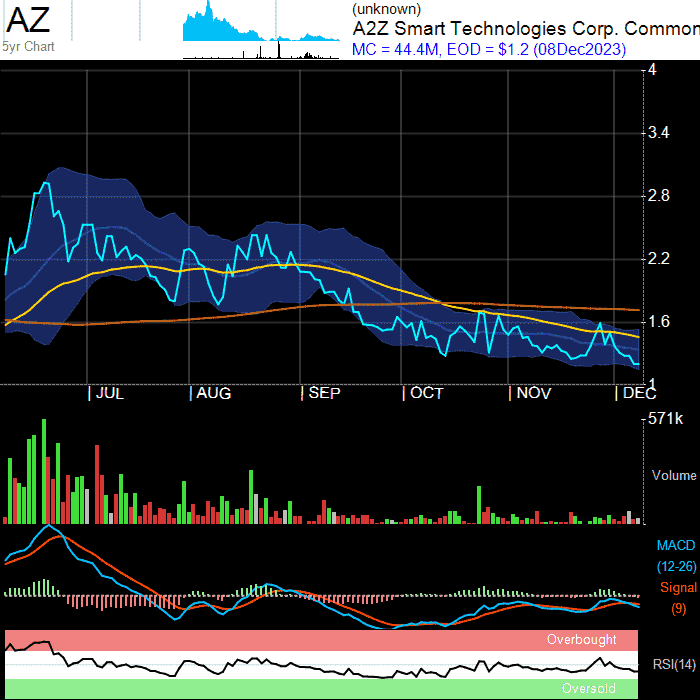 AZ
5yr Chart
(unknown)
A2Z Smart Technologies Corp. Common
MC = 44.4M, EOD = $1.2 (08Dec2023)
4
3.4
2.8
2.2
1.6
1
JUL AUG SEP OCT NOV DEC
571k
Volume
MACD
(12-26)
Signal
(9)
Overbought
RSI(14)
Oversold